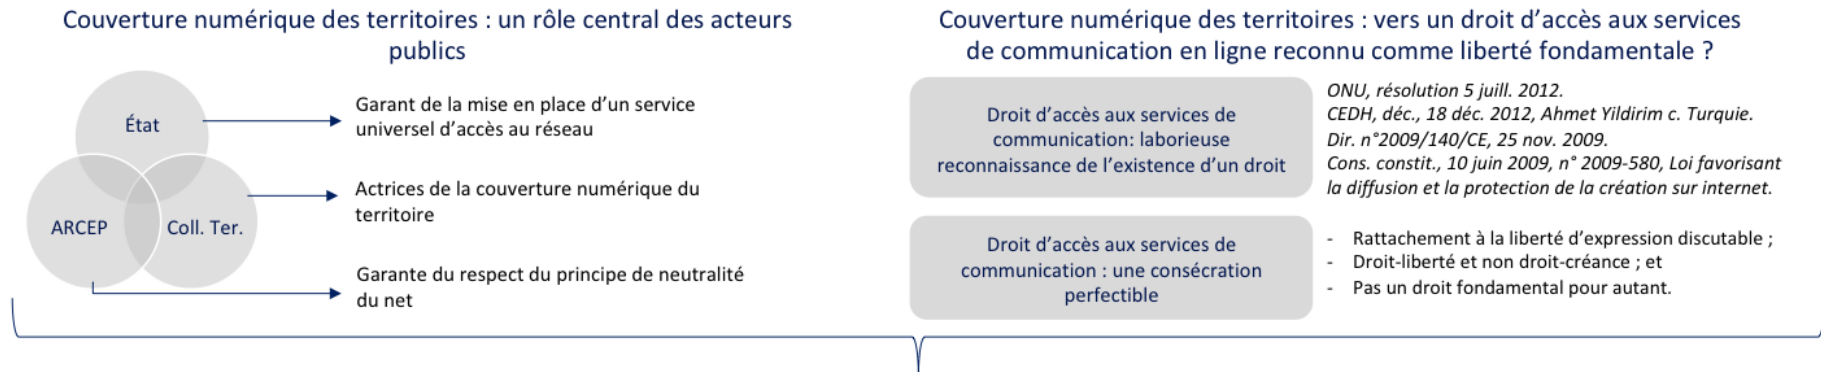 Couverture numérique des territoires : un rôle central des acteurs
publics
État
ARCEP
Coll. Ter.
Garant de la mise en place d’un service
universel d’accès au réseau
Actrices de la couverture numérique du
territoire
Garante du respect du principe de neutralité
du net
Couverture numérique des territoires : vers un droit d’accès aux services
de communication en ligne reconnu comme liberté fondamentale ?
Droit d’accès aux services de
communication: laborieuse
reconnaissance de l’existence d’un droit
ONU, résolution 5 juill. 2012.
CEDH, déc., 18 déc. 2012, Ahmet Yildirim c. Turquie.
Dir. n°2009/140/CE, 25 nov. 2009.
Cons. constit., 10 juin 2009, n° 2009-580, Loi favorisant
la diffusion et la protection de la création sur internet.
Droit d’accès aux services de
communication : une consécration
perfectible
- Rattachement à la liberté d’expression discutable ;
- Droit-liberté et non droit-créance ; et
- Pas un droit fondamental pour autant.